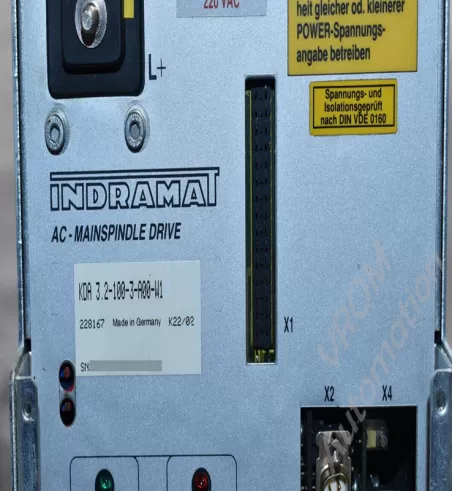 220 VAC
heit gleicher od. kleinerer
POWER-Spannungs-
angabe betreiben
L+
Spannungs- und
Isolationsgeprüft
nach DIN VDE 0160
INDRAMAT
AC - MAINSPINDLE DRIVE
KDA 3.2-100-3-A00-W1
228167 Made in Germany K22/02
SN
X1
X2 X4
VROM
Automation